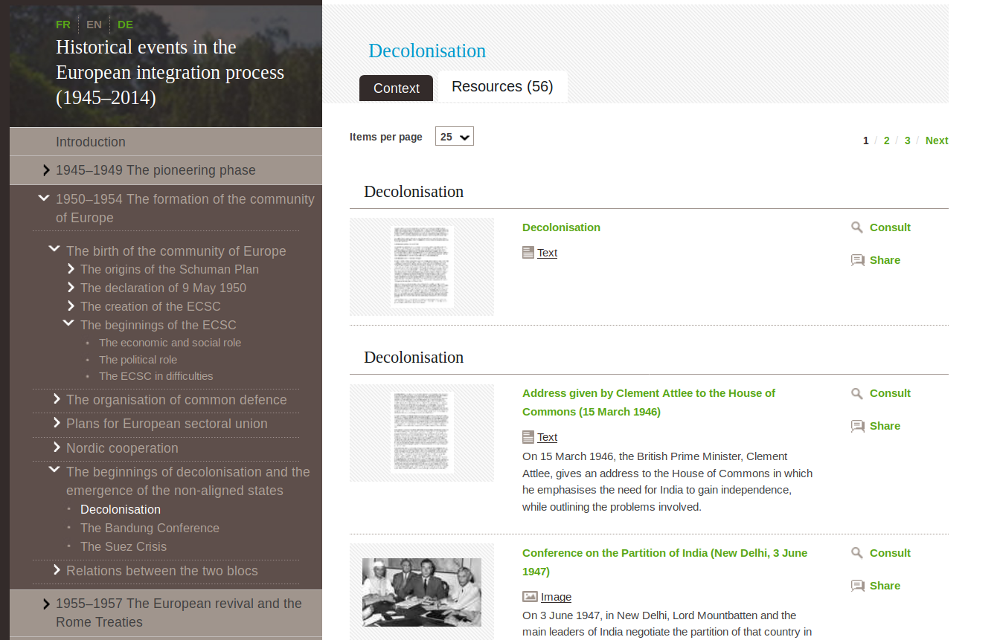 FR EN DE
Historical events in the
European integration process
(1945–2014)
Introduction
1945–1949 The pioneering phase
1950–1954 The formation of the community
of Europe
The birth of the community of Europe
The origins of the Schuman Plan
The declaration of 9 May 1950
The creation of the ECSC
The beginnings of the ECSC
The economic and social role
The political role
The ECSC in difficulties
The organisation of common defence
Plans for European sectoral union
Nordic cooperation
The beginnings of decolonisation and the
emergence of the non-aligned states
Decolonisation
The Bandung Conference
The Suez Crisis
Relations between the two blocs
1955–1957 The European revival and the
Rome Treaties
Decolonisation
Context Resources (56)
Items per page 25
1 / 2 / 3 / Next
Decolonisation
Decolonisation
Text
Consult
Share
Decolonisation
Address given by Clement Attlee to the House of
Commons (15 March 1946)
Text
On 15 March 1946, the British Prime Minister, Clement
Attlee, gives an address to the House of Commons in which
he emphasises the need for India to gain independence,
while outlining the problems involved.
Consult
Share
Conference on the Partition of India (New Delhi, 3 June
1947)
Image
On 3 June 1947, in New Delhi, Lord Mountbatten and the
main leaders of India negotiate the partition of that country in
Consult
Share